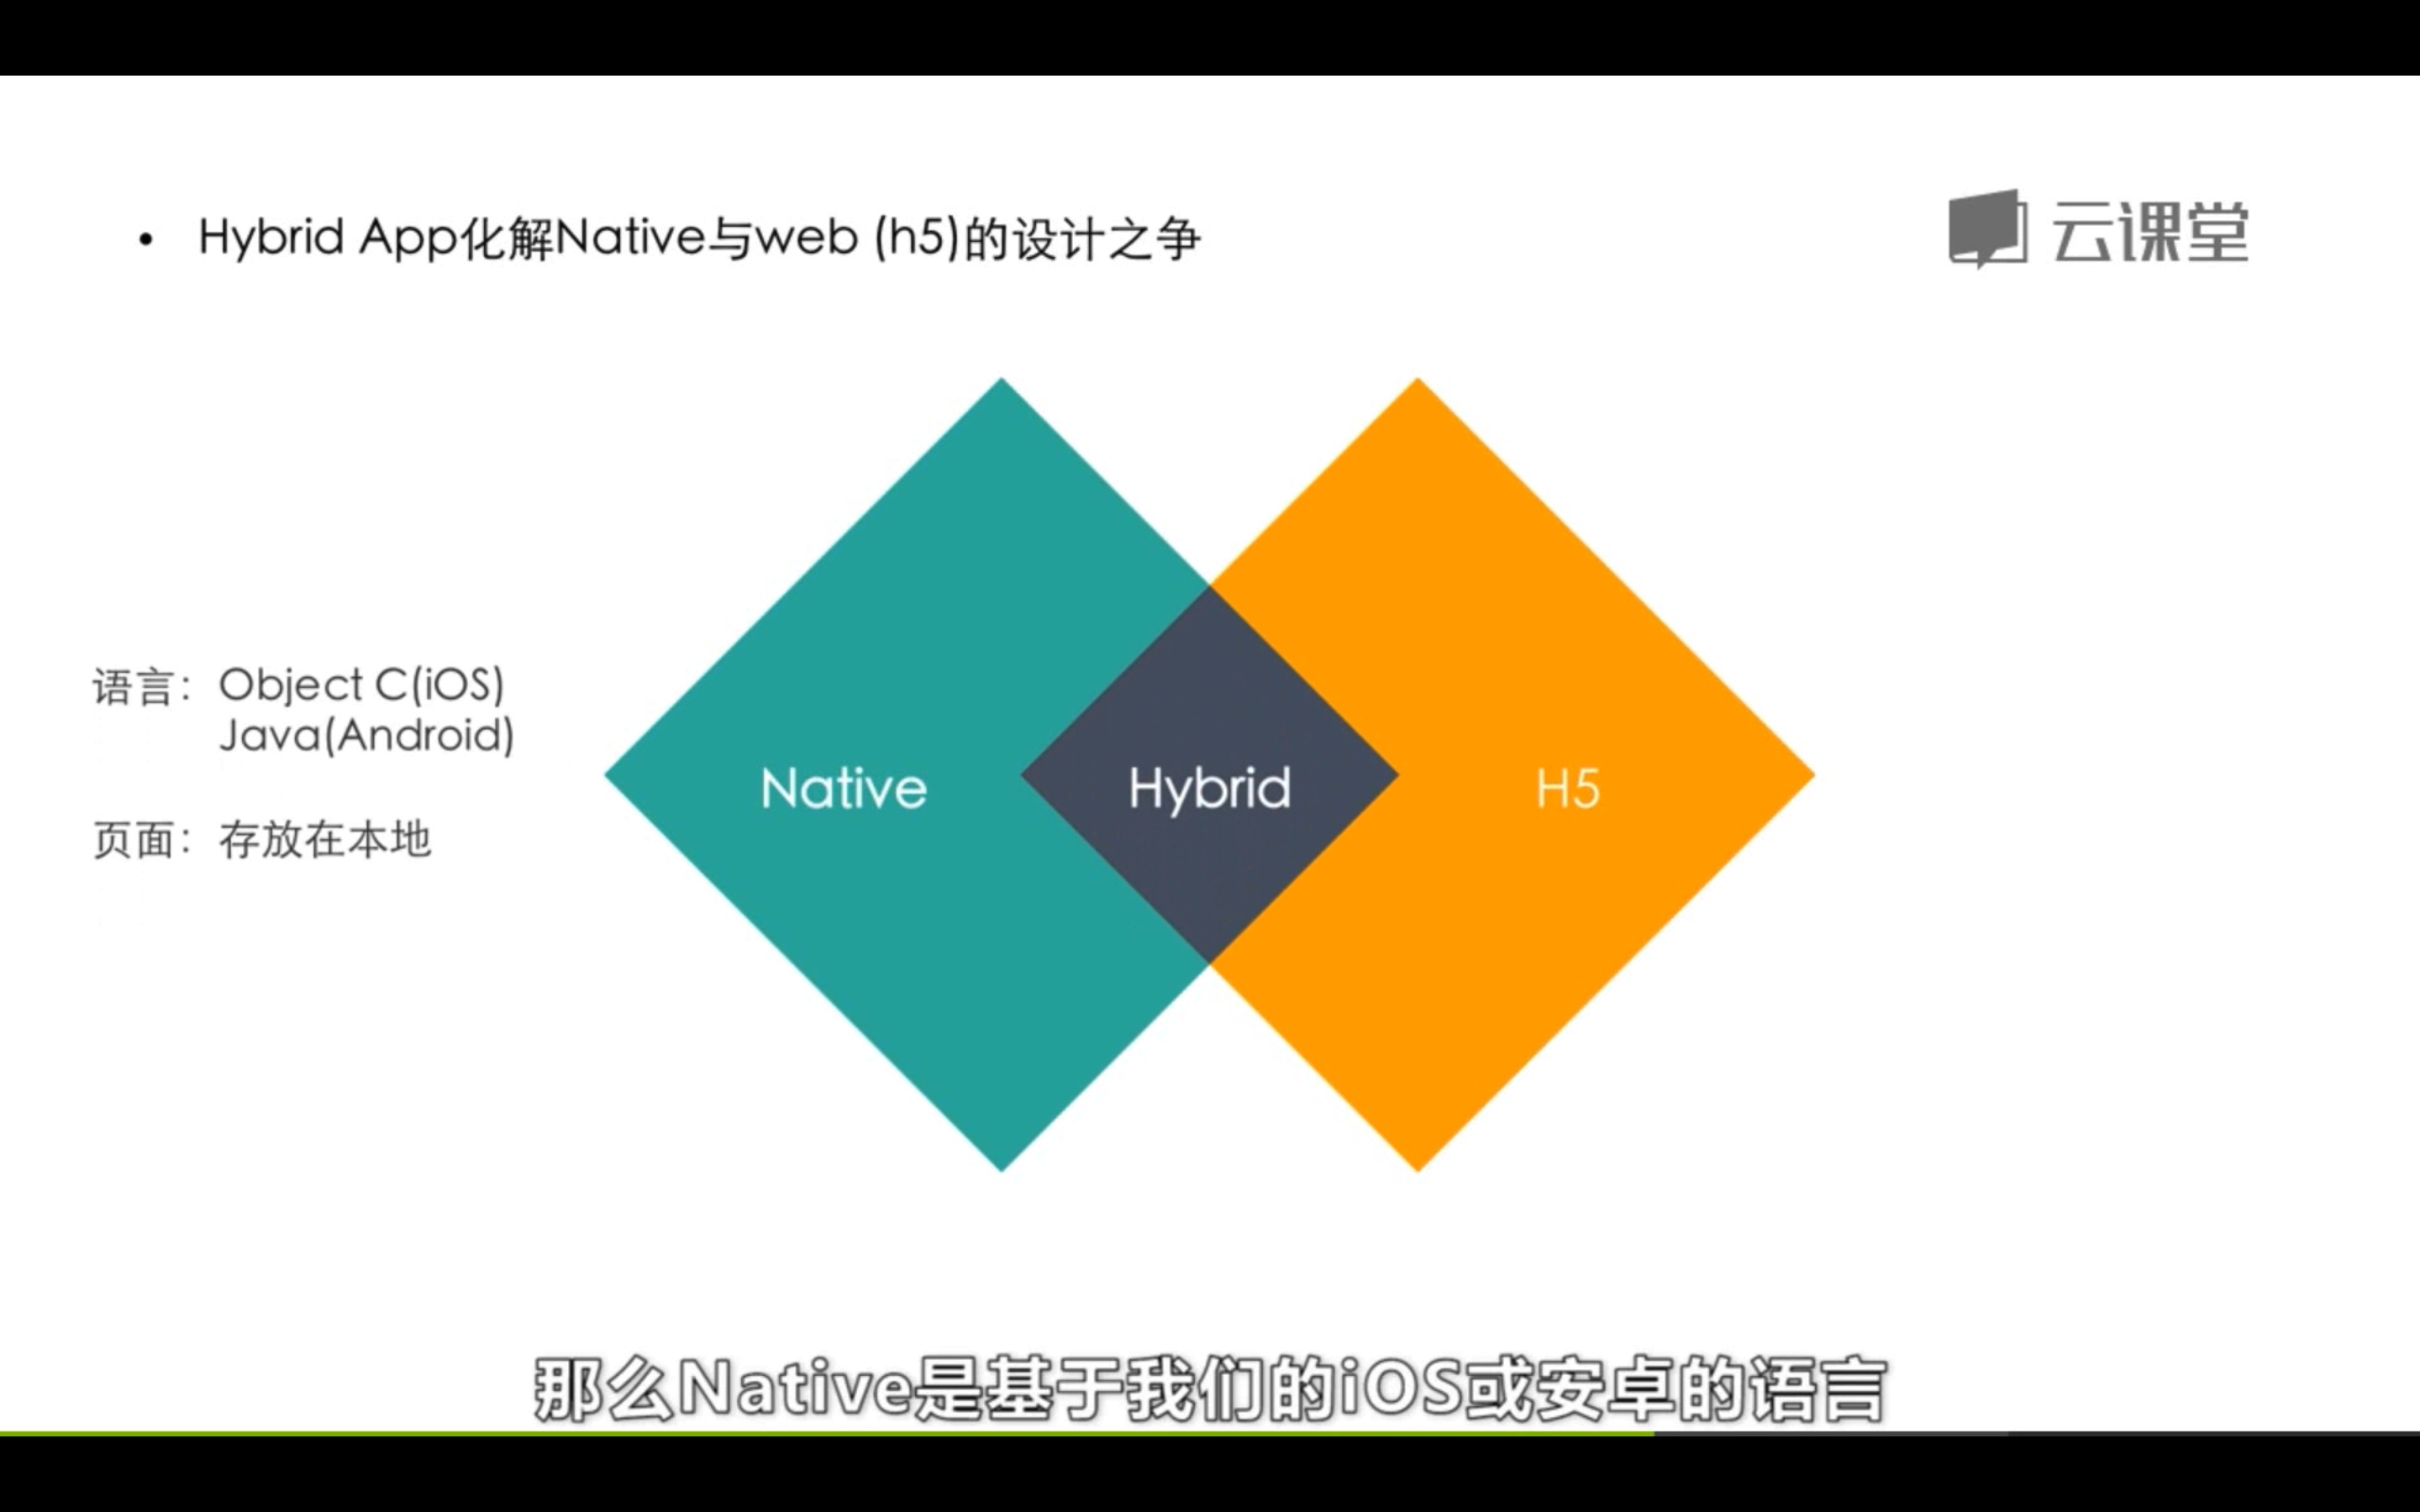 • Hybrid App化解Native与web (h5)的设计之争
云课堂
语言：Object C(iOS)
Java(Android)
页面：存放在本地
Native
Hybrid
H5
那么Native是基于我们的iOS或安卓的语言